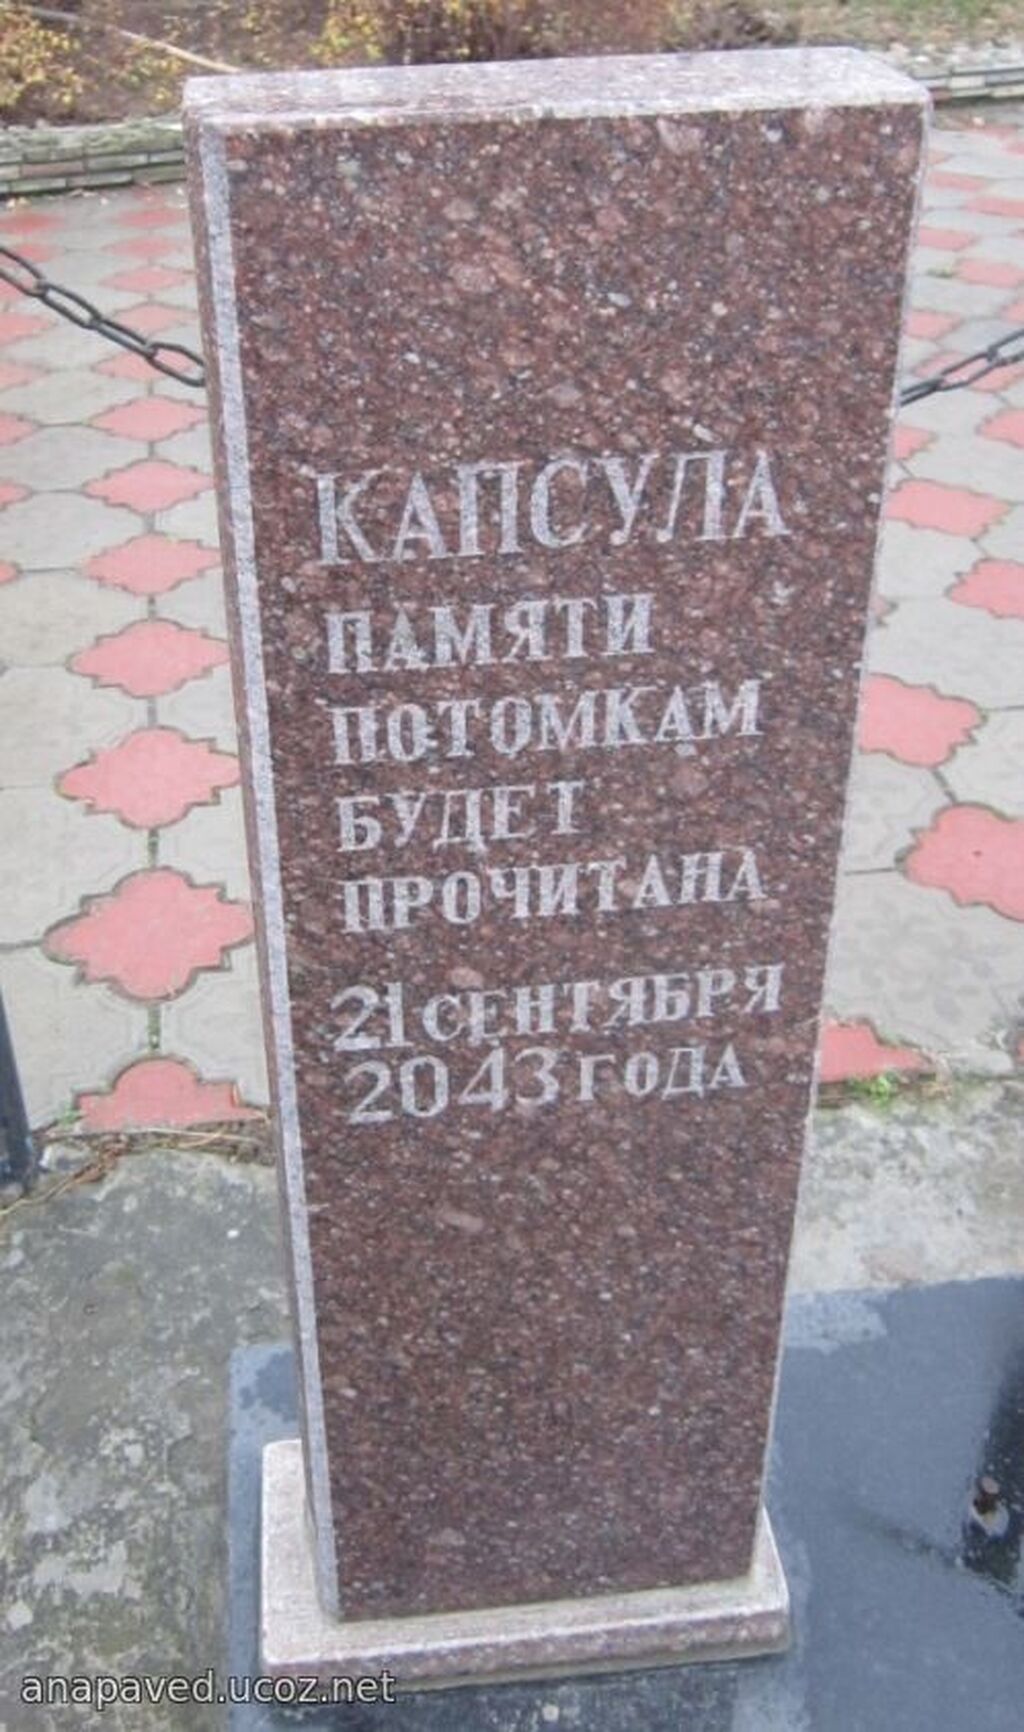 КАПСУЛА
ПАМЯТИ
ПОТОМКАМ
БУДЕТ
ПРОЧИТАНА
21 СЕНТЯБРЯ
2043 ГОДА
anapaved.ucoz.net